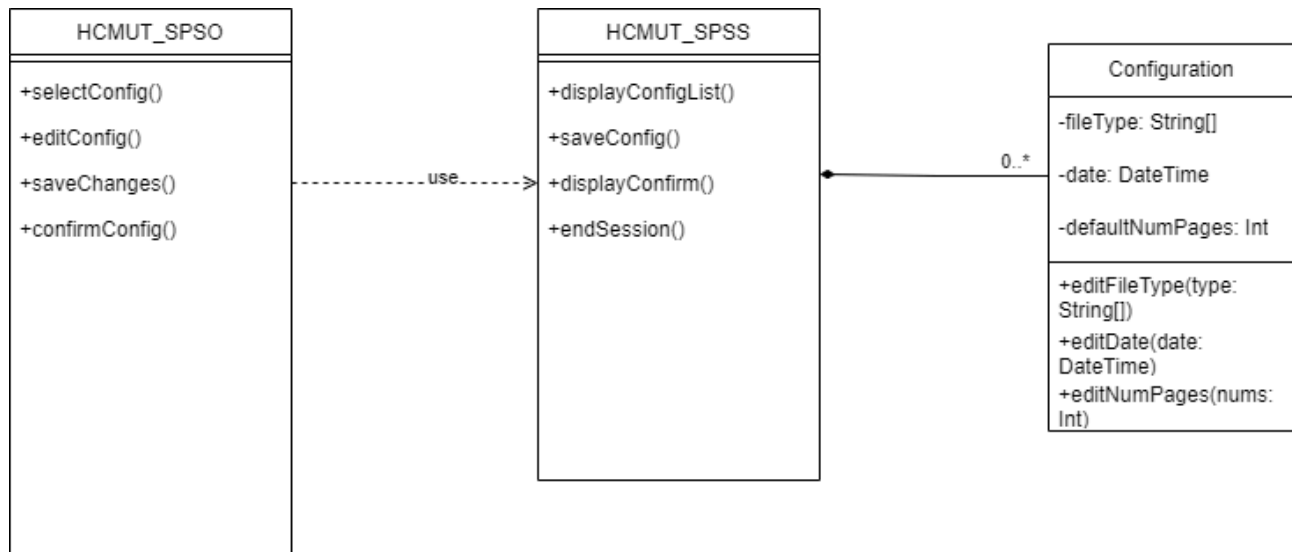 HCMUT_SPSO
+selectConfig()
+editConfig()
+saveChanges()
+confirmConfig()
use
HCMUT_SPSS
+displayConfigList()
+saveConfig()
+displayConfirm()
+endSession()
0..*
Configuration
-fileType: String[]
-date: DateTime
-defaultNumPages: Int
+editFileType(type:
String[])
+editDate(date:
DateTime)
+editNumPages(nums:
Int)